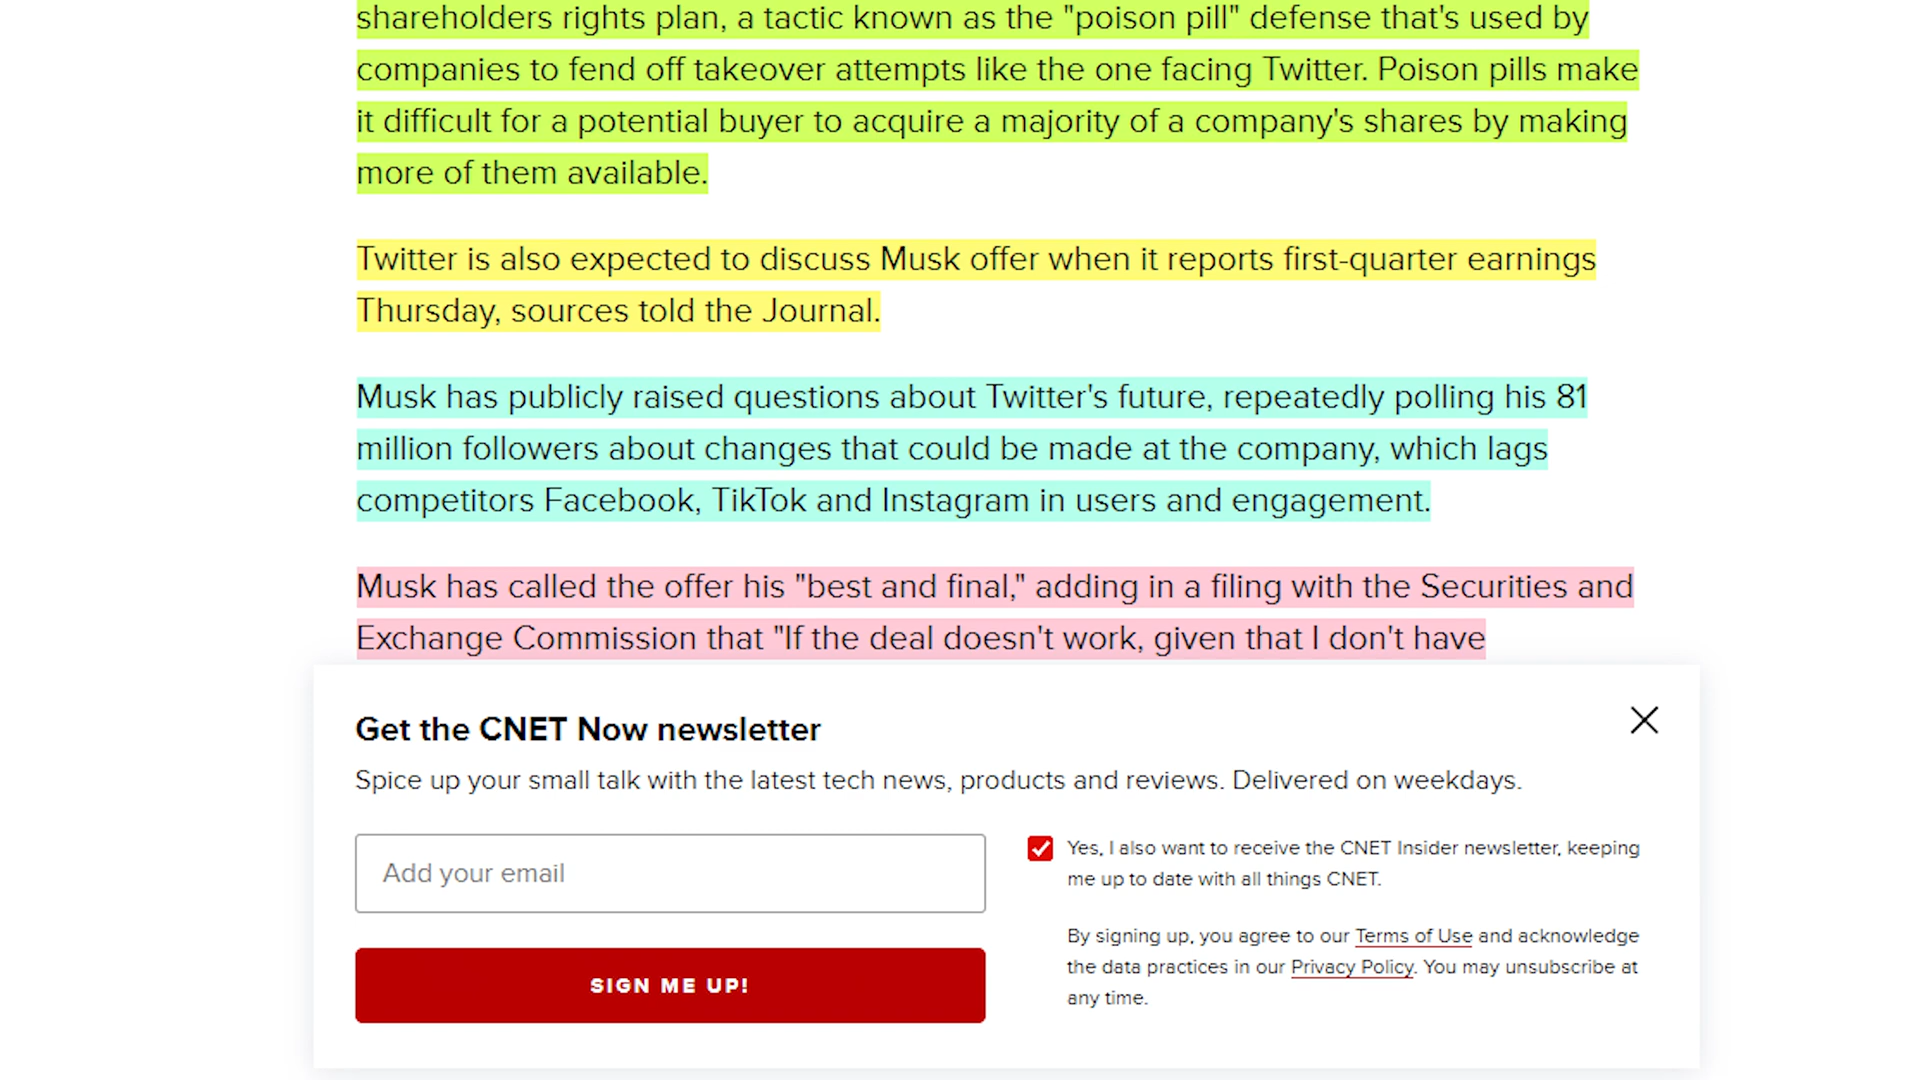 shareholders rights plan, a tactic known as the "poison pill" defense that's used by
companies to fend off takeover attempts like the one facing Twitter. Poison pills make
it difficult for a potential buyer to acquire a majority of a company's shares by making
more of them available.
Twitter is also expected to discuss Musk offer when it reports first-quarter earnings
Thursday, sources told the Journal.
Musk has publicly raised questions about Twitter's future, repeatedly polling his 81
million followers about changes that could be made at the company, which lags
competitors Facebook, TikTok and Instagram in users and engagement.
Musk has called the offer his "best and final," adding in a filing with the Securities and
Exchange Commission that "If the deal doesn't work, given that I don't have
Get the CNET Now newsletter
Spice up your small talk with the latest tech news, products and reviews. Delivered on weekdays.
Add your email
SIGN ME UP!
Yes, I also want to receive the CNET Insider newsletter, keeping
me up to date with all things CNET.
By signing up, you agree to our Terms of Use and acknowledge
the data practices in our Privacy Policy. You may unsubscribe at
any time.